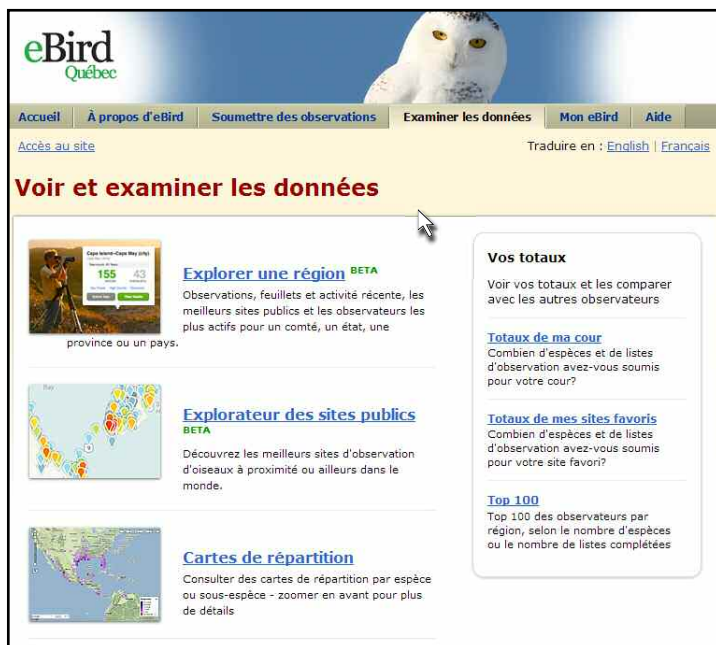 eBird
Québec
Accueil
À propos d'eBird
Soumettre des observations
Examiner les données
Mon eBird
Aide
Accès au site
Traduire en : English | Français
Voir et examiner les données
Cape Island--Cape May (city)
155
43
Explorer une région BETA
Observations, feuillets et activité récente, les
meilleurs sites publics et les observateurs les
plus actifs pour un comté, un état, une
province ou un pays.
Bay
Explorateur des sites publics
BETA
Découvrez les meilleurs sites d'observation
d'oiseaux à proximité ou ailleurs dans le
monde.
Cartes de répartition
Consulter des cartes de répartition par espèce
ou sous-espèce - zoomer en avant pour plus
de détails
Vos totaux
Voir vos totaux et les comparer
avec les autres observateurs
Totaux de ma cour
Combien d'espèces et de listes
d'observation avez-vous soumis
pour votre cour?
Totaux de mes sites favoris
Combien d'espèces et de listes
d'observation avez-vous soumis
pour votre site favori?
Top 100
Top 100 des observateurs par
région, selon le nombre d'espèces
ou le nombre de listes complétées